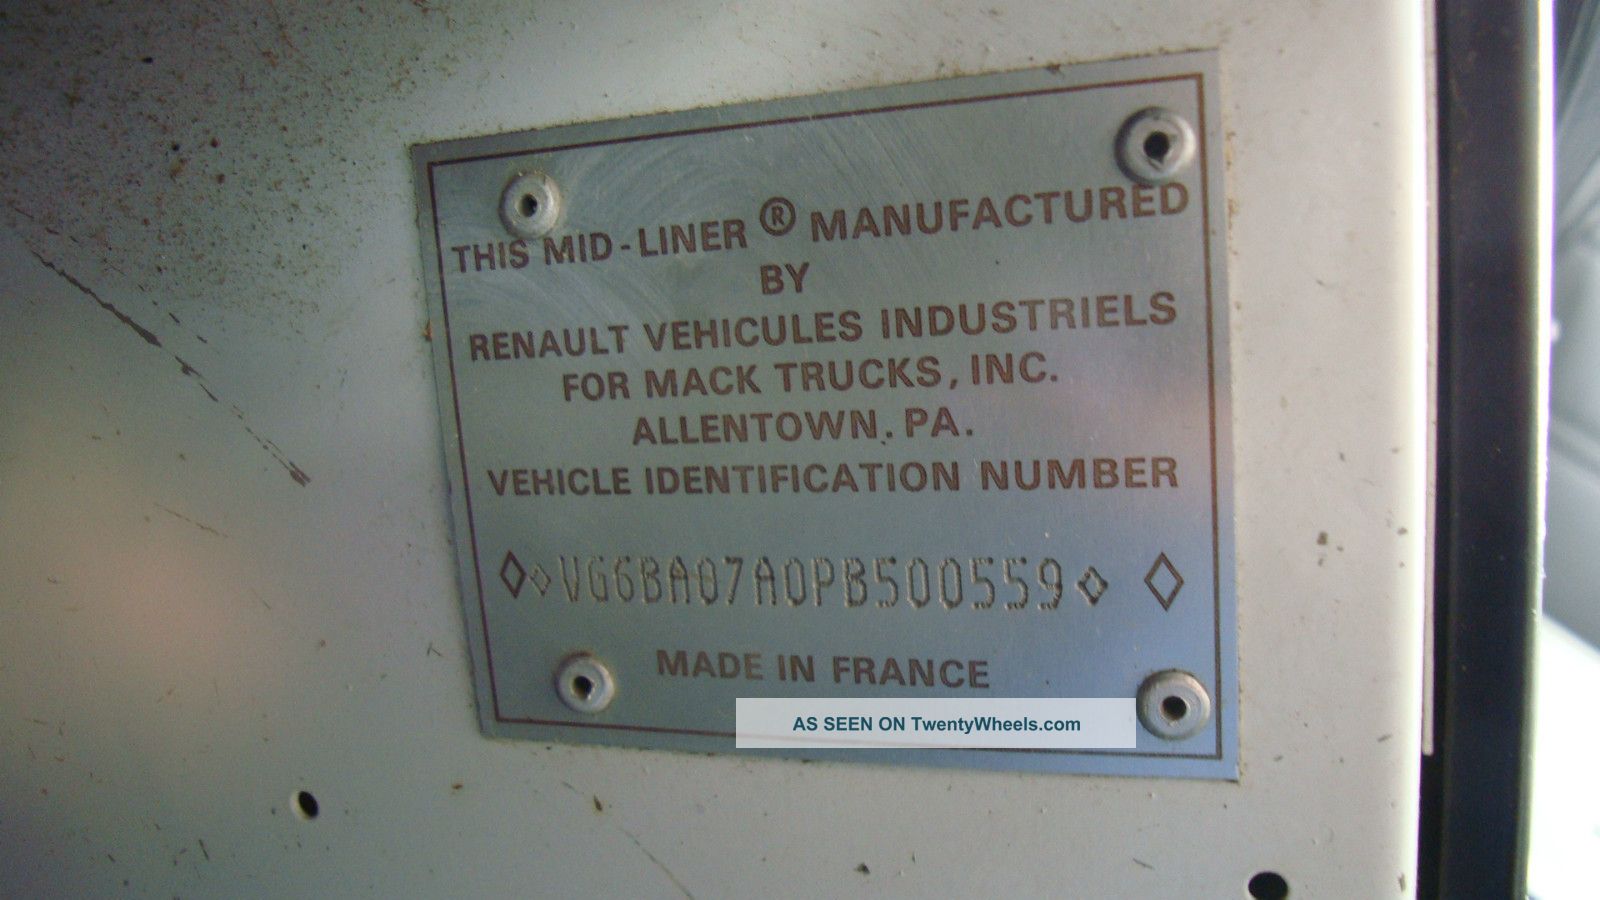 THIS MID-LINER ® MANUFACTURED
BY
RENAULT VEHICULES INDUSTRIELS
FOR MACK TRUCKS, INC.
ALLENTOWN, PA.
VEHICLE IDENTIFICATION NUMBER
◇◇VG6BA07A0PB500559◇ ◇
MADE IN FRANCE
AS SEEN ON TwentyWheels.com